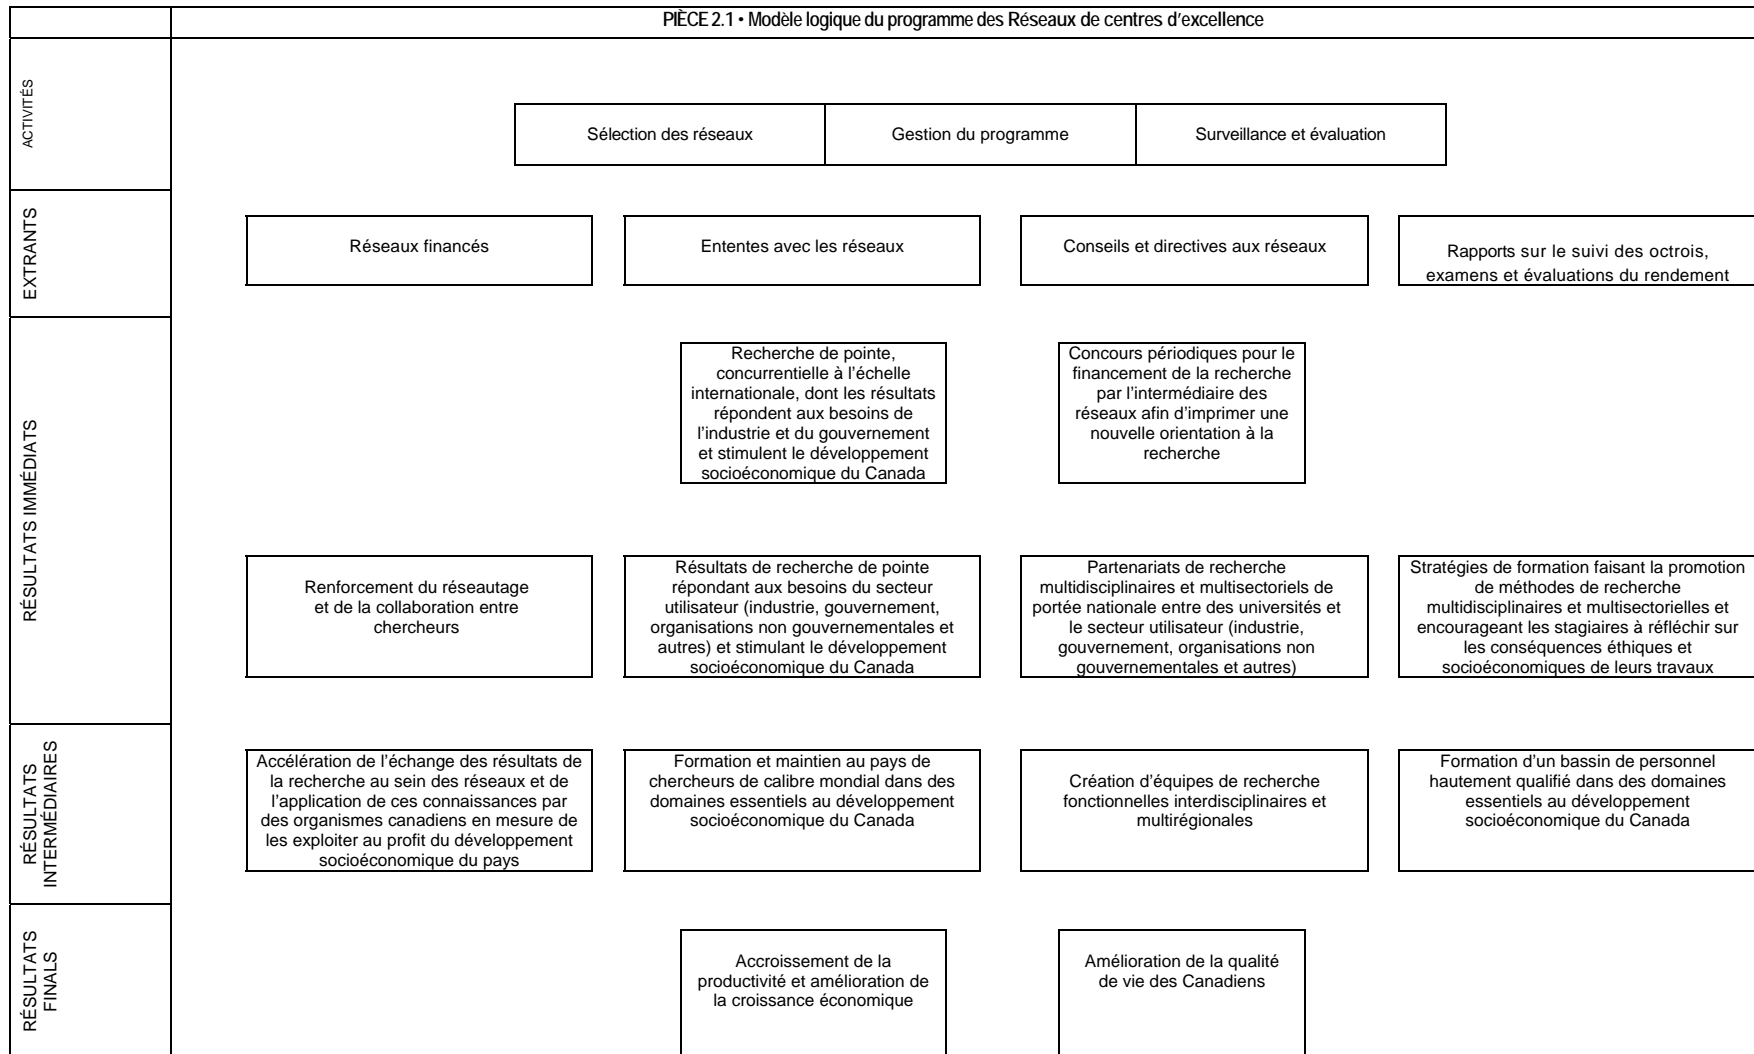 PIÈCE 2.1 • Modèle logique du programme des Réseaux de centres d'excellence
ACTIVITÉS
Sélection des réseaux
Gestion du programme
Surveillance et évaluation
EXTRANTS
Réseaux financés
Ententes avec les réseaux
Conseils et directives aux réseaux
Rapports sur le suivi des octrois,
examens et évaluations du rendement
RÉSULTATS IMMÉDIATS
Recherche de pointe,
concurrentielle à l'échelle
internationale, dont les résultats
répondent aux besoins de
l'industrie et du gouvernement
et stimulent le développement
socioéconomique du Canada
Concours périodiques pour le
financement de la recherche
par l'intermédiaire des
réseaux afin d'imprimer une
nouvelle orientation à la
recherche
Renforcement du réseautage
et de la collaboration entre
chercheurs
Résultats de recherche de pointe
répondant aux besoins du secteur
utilisateur (industrie, gouvernement,
organisations non gouvernementales et
autres) et stimulant le développement
socioéconomique du Canada
Partenariats de recherche
multidisciplinaires et multisectoriels de
portée nationale entre des universités et
le secteur utilisateur (industrie,
gouvernement, organisations non
gouvernementales et autres)
Stratégies de formation faisant la promotion
de méthodes de recherche
multidisciplinaires et multisectorielles et
encourageant les stagiaires à réfléchir sur
les conséquences éthiques et
socioéconomiques de leurs travaux
RÉSULTATS
INTERMÉDIAIRES
Accélération de l'échange des résultats de
la recherche au sein des réseaux et de
l'application de ces connaissances par
des organismes canadiens en mesure de
les exploiter au profit du développement
socioéconomique du pays
Formation et maintien au pays de
chercheurs de calibre mondial dans des
domaines essentiels au développement
socioéconomique du Canada
Création d'équipes de recherche
fonctionnelles interdisciplinaires et
multirégionales
Formation d'un bassin de personnel
hautement qualifié dans des domaines
essentiels au développement
socioéconomique du Canada
RÉSULTATS
FINALS
Accroissement de la
productivité et amélioration de
la croissance économique
Amélioration de la qualité
de vie des Canadiens